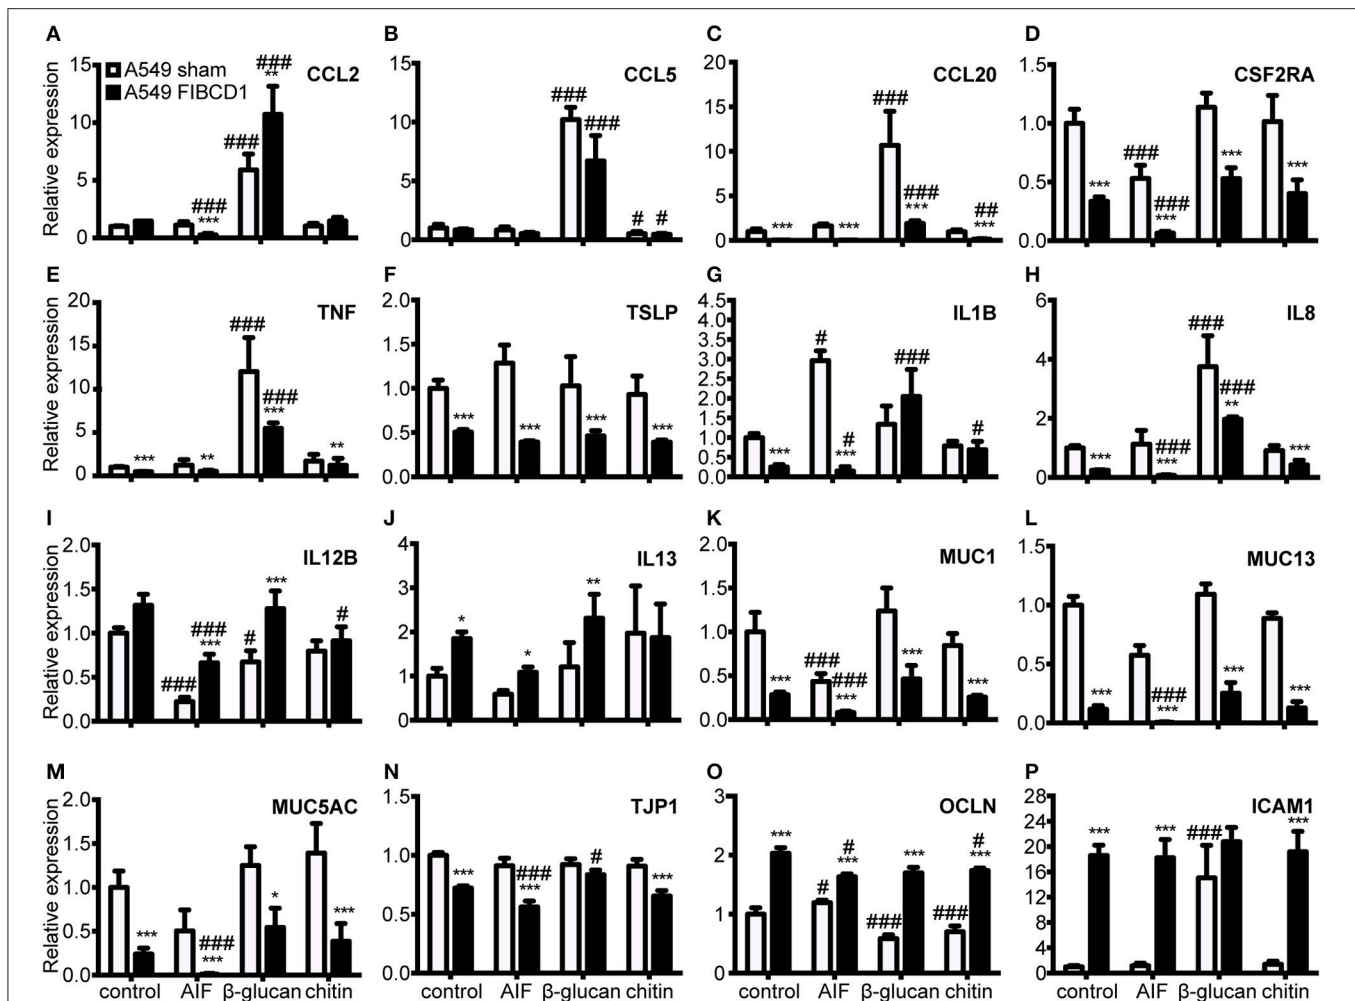 A B C D
15 ### CCL2
□ A549 sham **
■ A549 FIBCD1
10 ###
5 ###
***
0
Relative expression
15 CCL5
###
10 ###
5
# #
0
20 CCL20
###
15
10
5 ### ##
*** *** *** ***
0
1.5 CSF2RA
1.0 *** ***
###
0.5 *** ###
***
0.0
E F G H
20 TNF
15 ###
10 ###
***
5
*** ** **
0
Relative expression
2.0 TSLP
1.5
1.0
*** *** ***
0.5 ***
0.0
4.5 IL1B
4.0
3.5 #
3.0 ###
2.5
2.0
1.5 # #
1.0 ***
0.5 ***
0.0
6 IL8
###
4 ###
**
2 ###
*** *** ***
0
I J K L
2.0 IL12B
1.5 ***
1.0 ### # #
***
0.5 ###
0.0
Relative expression
4 IL13
3 **
2 * *
1
0
2.0 MUC1
1.5
1.0 ***
### ###
0.5 *** *** ***
0.0
1.5 MUC13
1.0
0.5 ***
*** ### ***
***
0.0
M N O P
2.0 MUC5AC
1.5
1.0 *
***
0.5 *** ###
***
0.0
Relative expression
control AIF β-glucan chitin
1.5 TJP1
1.0 ### #
*** *** ***
0.5
0.0
control AIF β-glucan chitin
3 OCLN
*** # #
2 *** *** ***
#
1 ### ###
0
control AIF β-glucan chitin
28 ICAM1
24 *** *** ### ***
20
16
12
8
4
0
control AIF β-glucan chitin